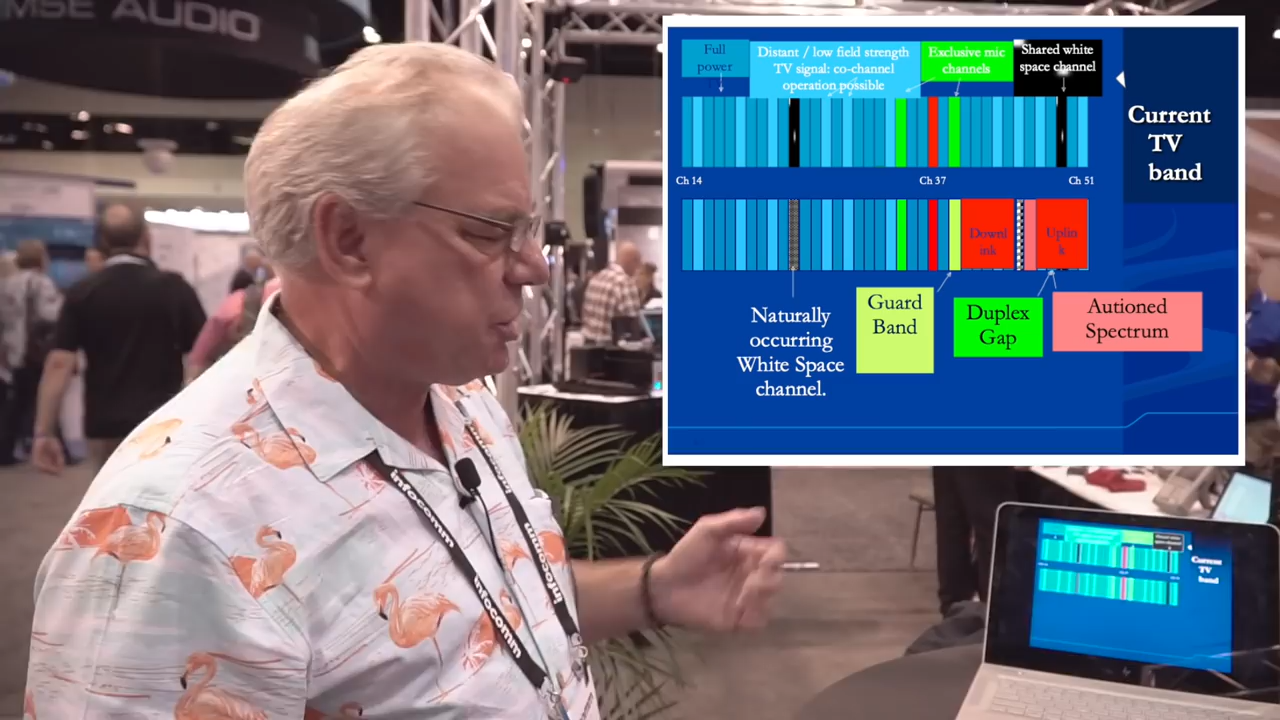 MSE AUDIO
Full
power
Distant / low field strength
TV signal: co-channel
operation possible
Exclusive mic
channels
Shared white
space channel
Current
TV
band
Ch 14
Ch 37
Ch 51
Downl
ink
Uplin
k
Naturally
occurring
White Space
channel.
Guard
Band
Duplex
Gap
Autioned
Spectrum
infocomm
infocomm
infocomm
infocomm
Current
TV
band